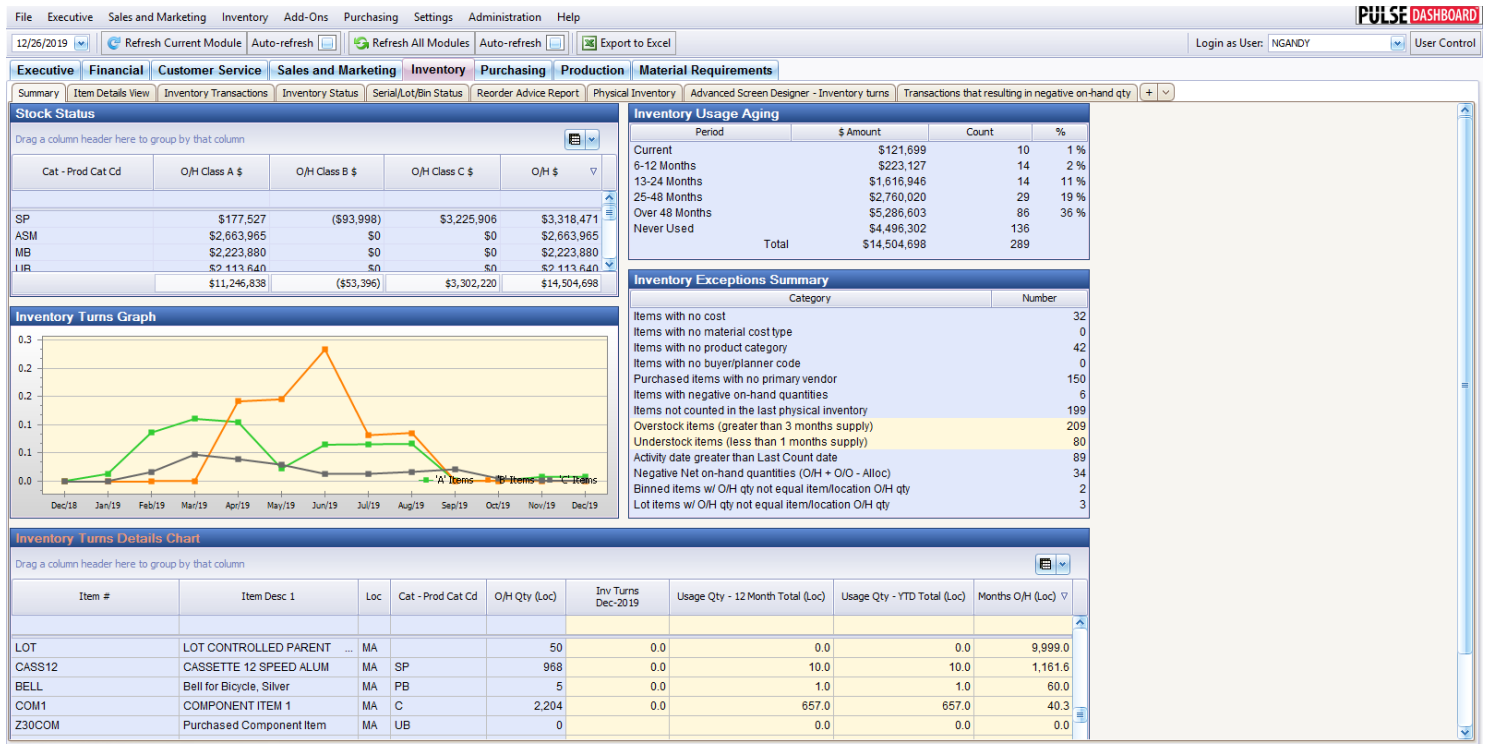 File Executive Sales and Marketing Inventory Add-Ons Purchasing Settings Administration Help PULSE DASHBOARD
12/26/2019 Refresh Current Module Auto-refresh Refresh All Modules Auto-refresh Export to Excel Login as User: NGANDY User Control
Executive Financial Customer Service Sales and Marketing Inventory Purchasing Production Material Requirements
Summary Item Details View Inventory Transactions Inventory Status Serial/Lot/Bin Status Reorder Advice Report Physical Inventory Advanced Screen Designer - Inventory turns Transactions that resulting in negative on-hand qty +
Stock Status
Drag a column header here to group by that column
Cat - Prod Cat Cd O/H Class A $ O/H Class B $ O/H Class C $ O/H $
SP $177,527 ($93,998) $3,225,906 $3,318,471
ASM $2,663,965 $0 $0 $2,663,965
MB $2,223,880 $0 $0 $2,223,880
UB $2,113,640 $0 $0 $2,113,640
$11,246,838 ($53,396) $3,302,220 $14,504,698
Inventory Usage Aging
Period $ Amount Count %
Current $121,699 10 1 %
6-12 Months $223,127 14 2 %
13-24 Months $1,616,946 14 11 %
25-48 Months $2,760,020 29 19 %
Over 48 Months $5,286,603 86 36 %
Never Used $4,496,302 136
Total $14,504,698 289
Inventory Turns Graph
0.3
0.2
0.2
0.1
0.1
0.0
'A' Items 'B' Items 'C' Items
Dec/18 Jan/19 Feb/19 Mar/19 Apr/19 May/19 Jun/19 Jul/19 Aug/19 Sep/19 Oct/19 Nov/19 Dec/19
Inventory Exceptions Summary
Category Number
Items with no cost 32
Items with no material cost type 0
Items with no product category 42
Items with no buyer/planner code 0
Purchased items with no primary vendor 150
Items with negative on-hand quantities 6
Items not counted in the last physical inventory 199
Overstock items (greater than 3 months supply) 209
Understock items (less than 1 months supply) 80
Activity date greater than Last Count date 89
Negative Net on-hand quantities (O/H + O/O - Alloc) 34
Binned items w/ O/H qty not equal item/location O/H qty 2
Lot items w/ O/H qty not equal item/location O/H qty 3
Inventory Turns Details Chart
Drag a column header here to group by that column
Item # Item Desc 1 Loc Cat - Prod Cat Cd O/H Qty (Loc) Inv Turns Dec-2019 Usage Qty - 12 Month Total (Loc) Usage Qty - YTD Total (Loc) Months O/H (Loc)
LOT LOT CONTROLLED PARENT ... MA 50 0.0 0.0 0.0 9,999.0
CASS12 CASSETTE 12 SPEED ALUM MA SP 968 0.0 10.0 10.0 1,161.6
BELL Bell for Bicycle, Silver MA PB 5 0.0 1.0 1.0 60.0
COM1 COMPONENT ITEM 1 MA C 2,204 0.0 657.0 657.0 40.3
Z30COM Purchased Component Item MA UB 0 0.0 0.0 0.0